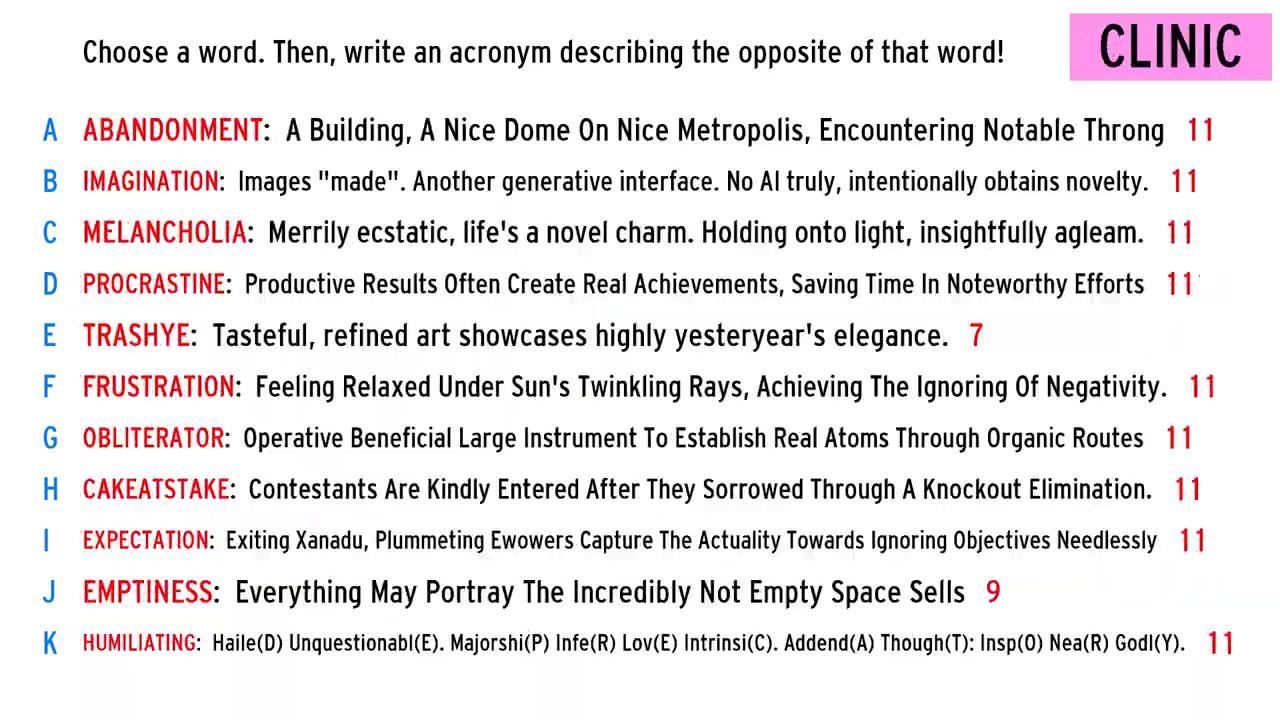 Choose a word. Then, write an acronym describing the opposite of that word!
CLINIC
A ABANDONMENT: A Building, A Nice Dome On Nice Metropolis, Encountering Notable Throng 11
B IMAGINATION: Images "made". Another generative interface. No AI truly, intentionally obtains novelty. 11
C MELANCHOLIA: Merrily ecstatic, life's a novel charm. Holding onto light, insightfully agleam. 11
D PROCRASTINE: Productive Results Often Create Real Achievements, Saving Time In Noteworthy Efforts 11
E TRASHYE: Tasteful, refined art showcases highly yesteryear's elegance. 7
F FRUSTRATION: Feeling Relaxed Under Sun's Twinkling Rays, Achieving The Ignoring Of Negativity. 11
G OBLITERATOR: Operative Beneficial Large Instrument To Establish Real Atoms Through Organic Routes 11
H CAKEATSTAKE: Contestants Are Kindly Entered After They Sorrowed Through A Knockout Elimination. 11
I EXPECTATION: Exiting Xanadu, Plummeting Ewowers Capture The Actuality Towards Ignoring Objectives Needlessly 11
J EMPTINESS: Everything May Portray The Incredibly Not Empty Space Sells 9
K HUMILIATING: Haile(D) Unquestionabl(E). Majorshi(P) Infe(R) Lov(E) Intrinsi(C). Addend(A) Though(T): Insp(O) Nea(R) Godl(Y). 11